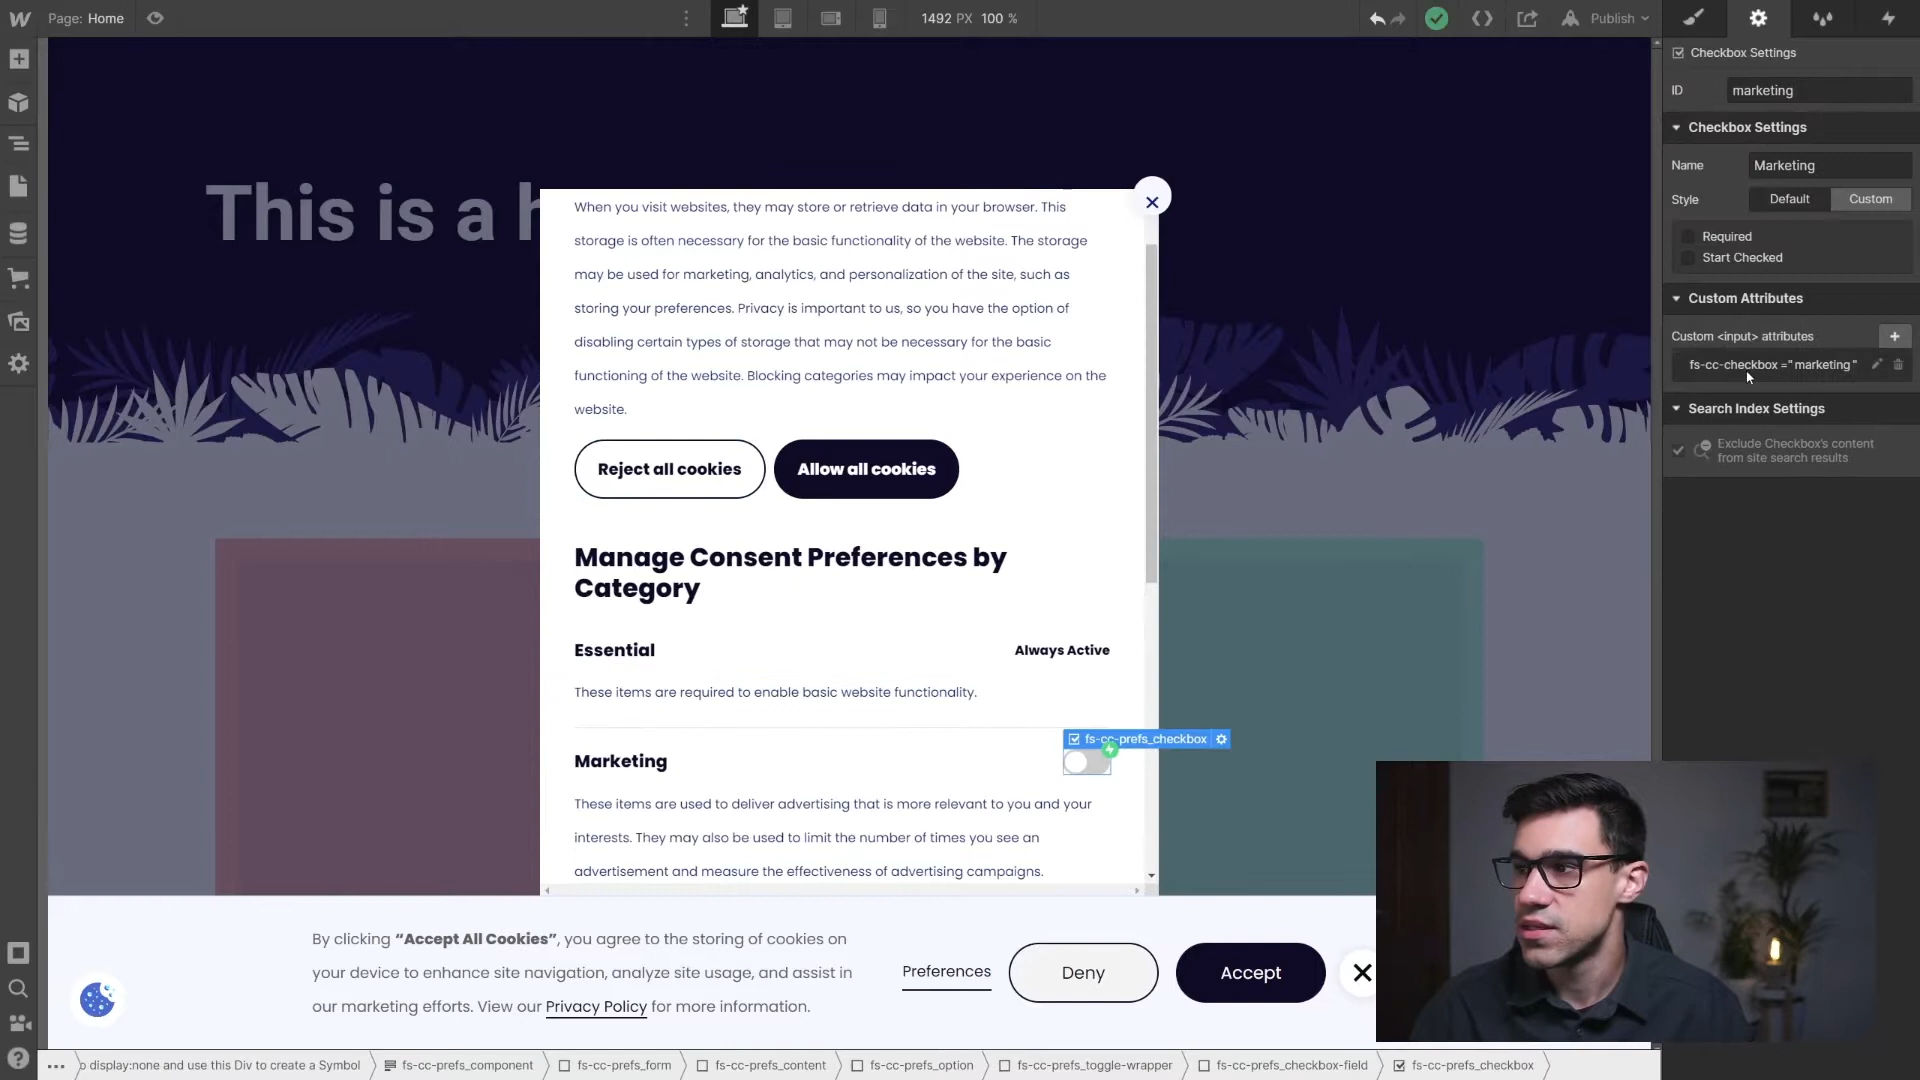 Page: Home
1492 PX 100 %
Publish
Checkbox Settings
ID marketing
Checkbox Settings
Name Marketing
Style Default Custom
Required
Start Checked
Custom Attributes
Custom <input> attributes
fs-cc-checkbox ="marketing"
Search Index Settings
Exclude Checkbox's content
from site search results
This is a h
When you visit websites, they may store or retrieve data in your browser. This
storage is often necessary for the basic functionality of the website. The storage
may be used for marketing, analytics, and personalization of the site, such as
storing your preferences. Privacy is important to us, so you have the option of
disabling certain types of storage that may not be necessary for the basic
functioning of the website. Blocking categories may impact your experience on the
website.
Reject all cookies Allow all cookies
Manage Consent Preferences by
Category
Essential Always Active
These items are required to enable basic website functionality.
fs-cc-prefs_checkbox
Marketing
These items are used to deliver advertising that is more relevant to you and your
interests. They may also be used to limit the number of times you see an
advertisement and measure the effectiveness of advertising campaigns.
By clicking “Accept All Cookies”, you agree to the storing of cookies on
your device to enhance site navigation, analyze site usage, and assist in
our marketing efforts. View our Privacy Policy for more information.
Preferences Deny Accept
... o display:none and use this Div to create a Symbol fs-cc-prefs_component fs-cc-prefs_form fs-cc-prefs_content fs-cc-prefs_option fs-cc-prefs_toggle-wrapper fs-cc-prefs_checkbox-field fs-cc-prefs_checkbox